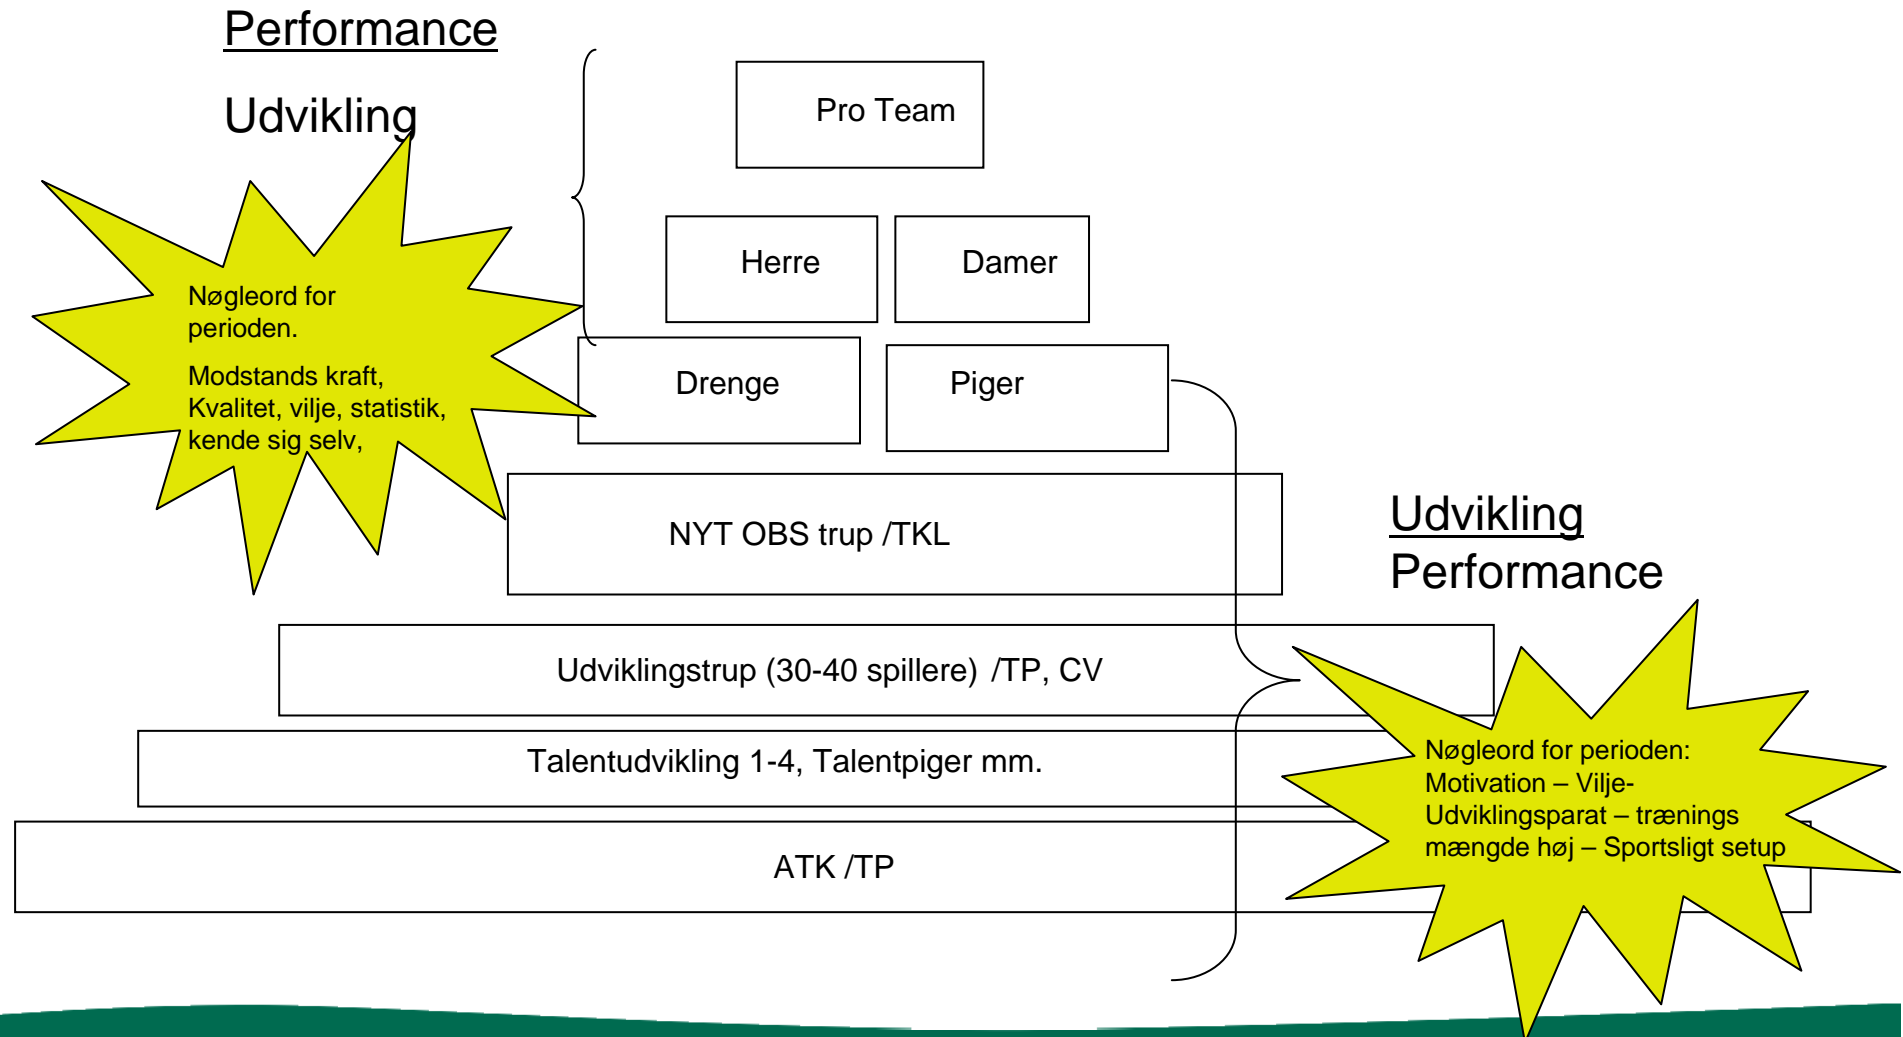 Performance
Udvikling
Pro Team
Herre
Damer
Nøgleord for
perioden.
Modstands kraft,
Kvalitet, vilje, statistik,
kende sig selv,
Drenge
Piger
NYT OBS trup /TKL
Udvikling
Performance
Udviklingstrup (30-40 spillere) /TP, CV
Talentudvikling 1-4, Talentpiger mm.
Nøgleord for perioden:
Motivation – Vilje-
Udviklingsparat – trænings
mængde høj – Sportsligt setup
ATK /TP